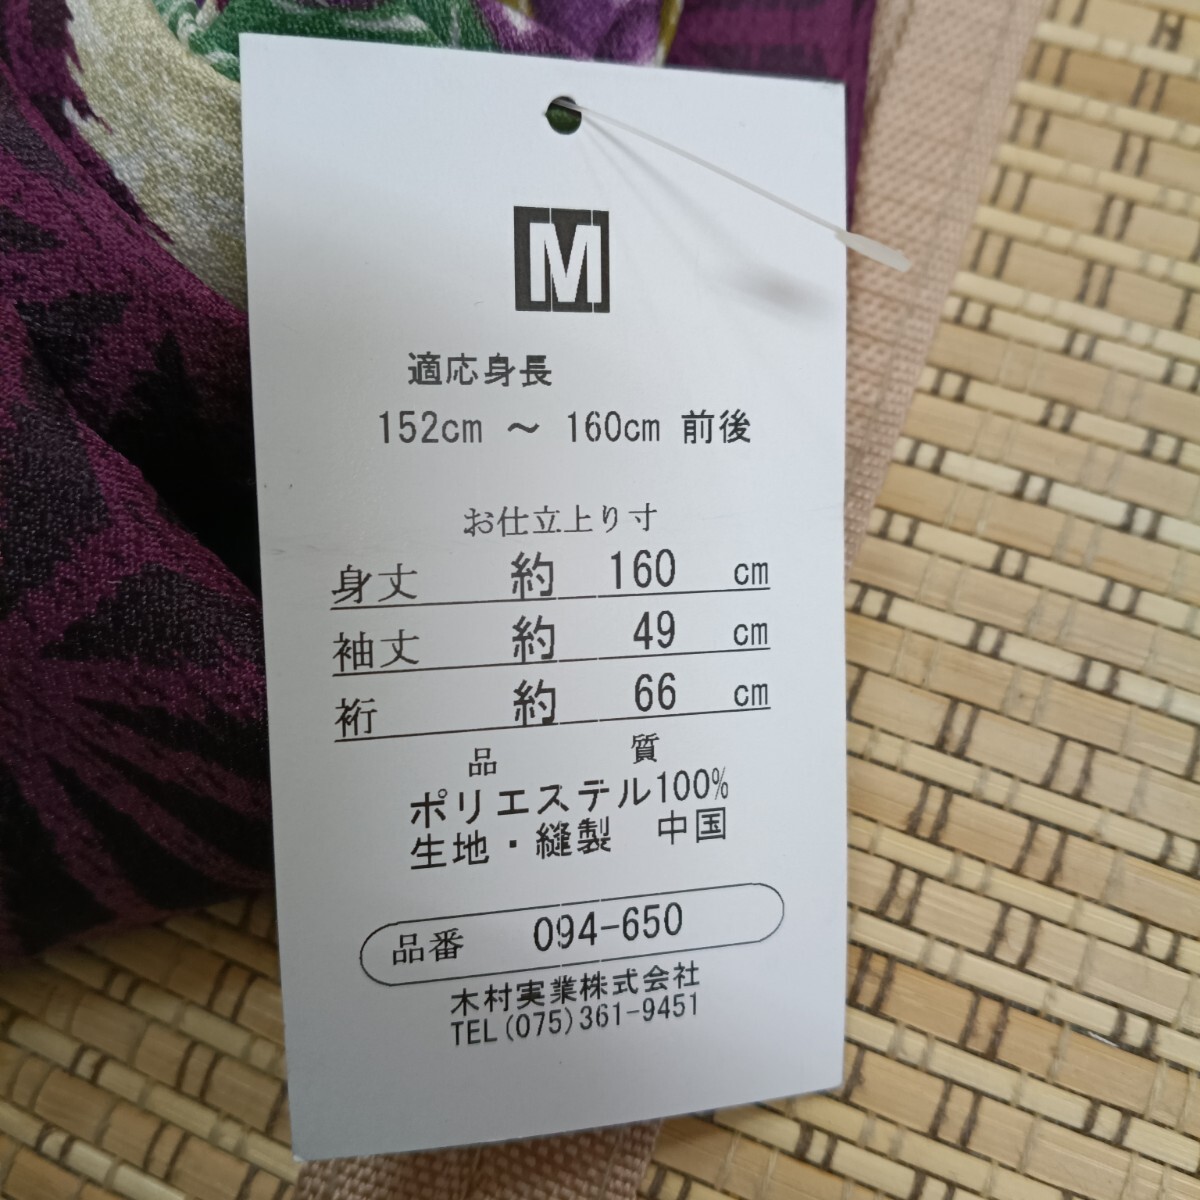 M
適応身長
152cm ～ 160cm 前後
お仕立上り寸
身丈 約 160 cm
袖丈 約 49 cm
裄 約 66 cm
品 質
ポリエステル100%
生地・縫製 中国
品番 094-650
木村実業株式会社
TEL(075)361-9451